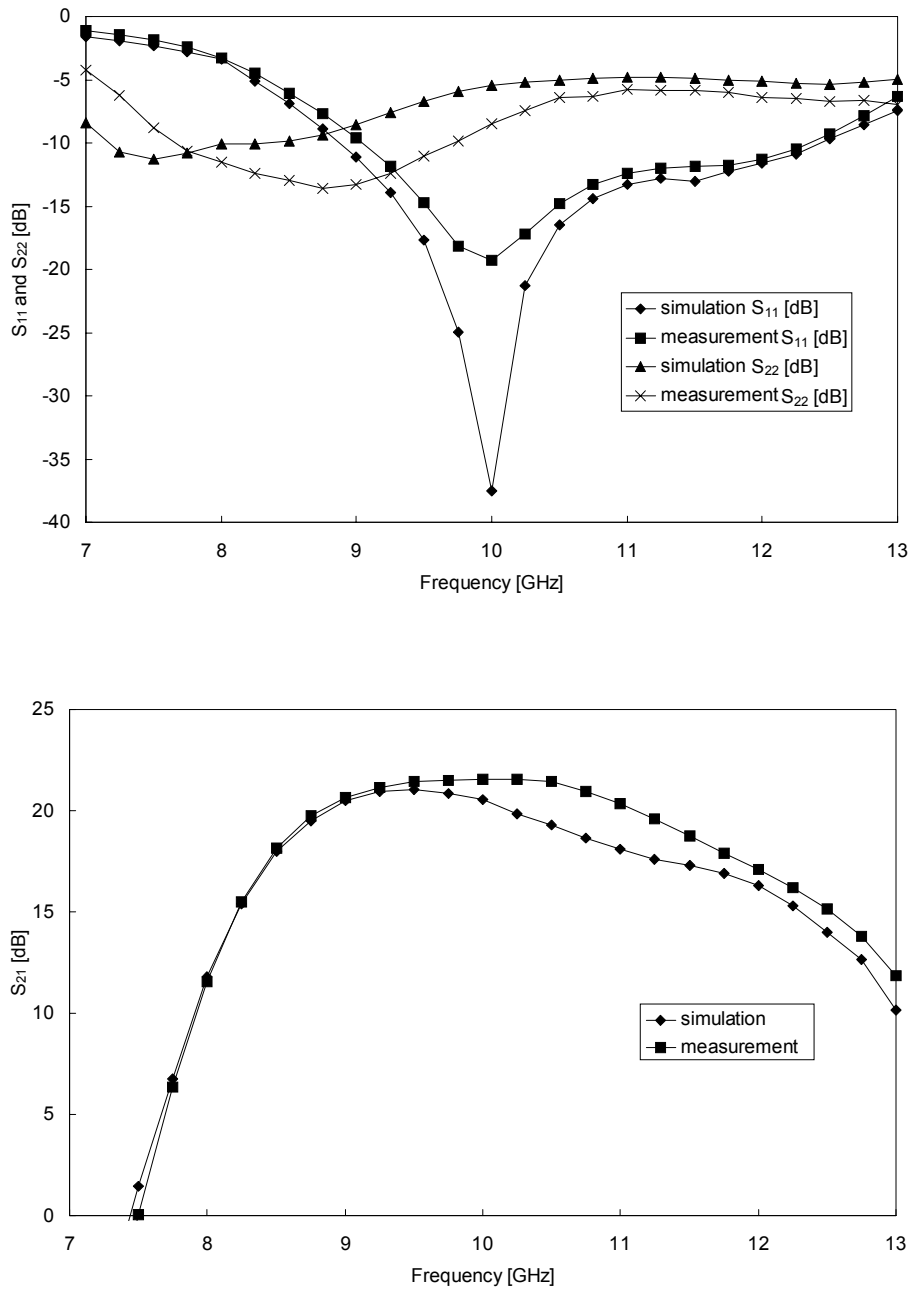 0
-5
-10
-15
-20
-25
-30
-35
-40
S11 and S22 [dB]
simulation S11 [dB]
measurement S11 [dB]
simulation S22 [dB]
measurement S22 [dB]
7 8 9 10 11 12 13
Frequency [GHz]
25
20
15
10
5
0
S21 [dB]
simulation
measurement
7 8 9 10 11 12 13
Frequency [GHz]